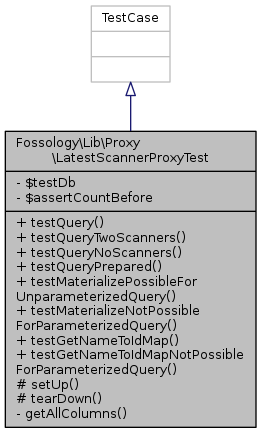 TestCase
Fossology\Lib\Proxy
\LatestScannerProxyTest
- $testDb
- $assertCountBefore
+ testQuery()
+ testQueryTwoScanners()
+ testQueryNoScanners()
+ testQueryPrepared()
+ testMaterializePossibleFor
UnparameterizedQuery()
+ testMaterializeNotPossible
ForParameterizedQuery()
+ testGetNameToIdMap()
+ testGetNameToIdMapNotPossible
ForParameterizedQuery()
# setUp()
# tearDown()
- getAllColumns()